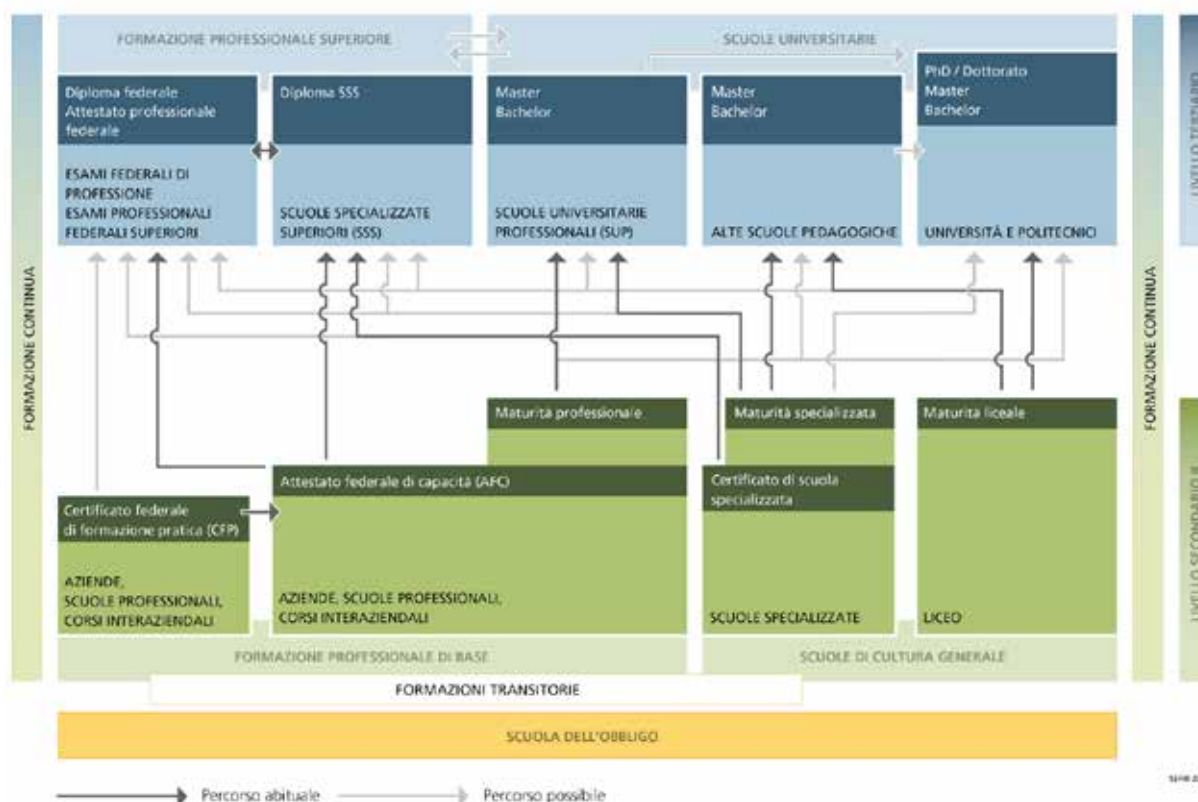 FORMAZIONE PROFESSIONALE SUPERIORE
SCUOLE UNIVERSITARIE
Diploma federale
Attestato professionale
federale
Diploma SSS
Master
Bachelor
Master
Bachelor
PhD / Dottorato
Master
Bachelor
ESAMI FEDERALI DI
PROFESSIONE
ESAMI PROFESSIONALI
FEDERALI SUPERIORI
SCUOLE SPECIALIZZATE
SUPERIORI (SSS)
SCUOLE UNIVERSITARIE
PROFESSIONALI (SUP)
ALTE SCUOLE PEDAGOGICHE
UNIVERSITÀ E POLITECNICI
FORMAZIONE CONTINUA
FORMAZIONE CONTINUA
LIVELLO TERZIARIO
Maturità professionale
Maturità specializzata
Maturità liceale
Attestato federale di capacità (AFC)
Certificato di scuola
specializzata
Certificato federale
di formazione pratica (CFP)
AZIENDE,
SCUOLE PROFESSIONALI,
CORSI INTERAZIENDALI
AZIENDE, SCUOLE PROFESSIONALI,
CORSI INTERAZIENDALI
SCUOLE SPECIALIZZATE
LICEO
LIVELLO SECONDARIO II
FORMAZIONE PROFESSIONALE DI BASE
SCUOLE DI CULTURA GENERALE
FORMAZIONI TRANSITORIE
SCUOLA DELL'OBBLIGO
Percorso abituale
Percorso possibile